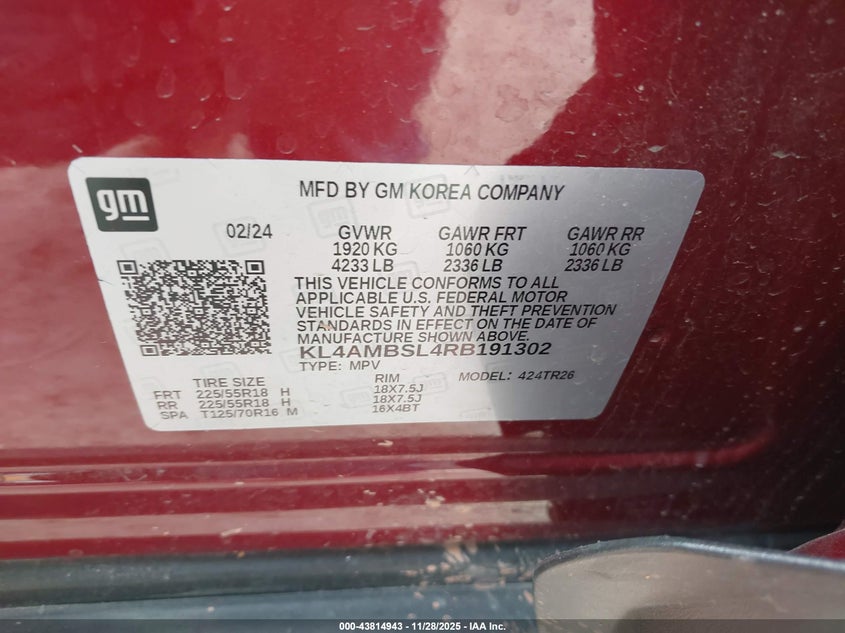 gm
MFD BY GM KOREA COMPANY
02/24 GVWR GAWR FRT GAWR RR
1920 KG 1060 KG 1060 KG
4233 LB 2336 LB 2336 LB
THIS VEHICLE CONFORMS TO ALL
APPLICABLE U.S. FEDERAL MOTOR
VEHICLE SAFETY AND THEFT PREVENTION
STANDARDS IN EFFECT ON THE DATE OF
MANUFACTURE SHOWN ABOVE.
KL4AMBSL4RB191302
TYPE: MPV MODEL: 424TR26
TIRE SIZE RIM
FRT 225/55R18 H 18X7.5J
RR 225/55R18 H 18X7.5J
SPA T125/70R16 M 16X4BT
000-43814943 | 11/28/2025 - © IAA Inc.